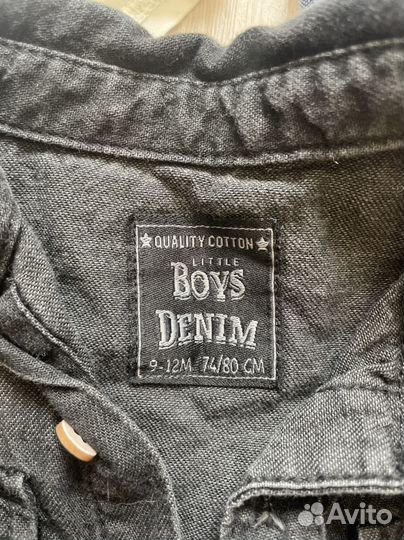 ★ QUALITY COTTON ★
LITTLE
BOYS
DENIM
9-12M 74/80 CM
Avito